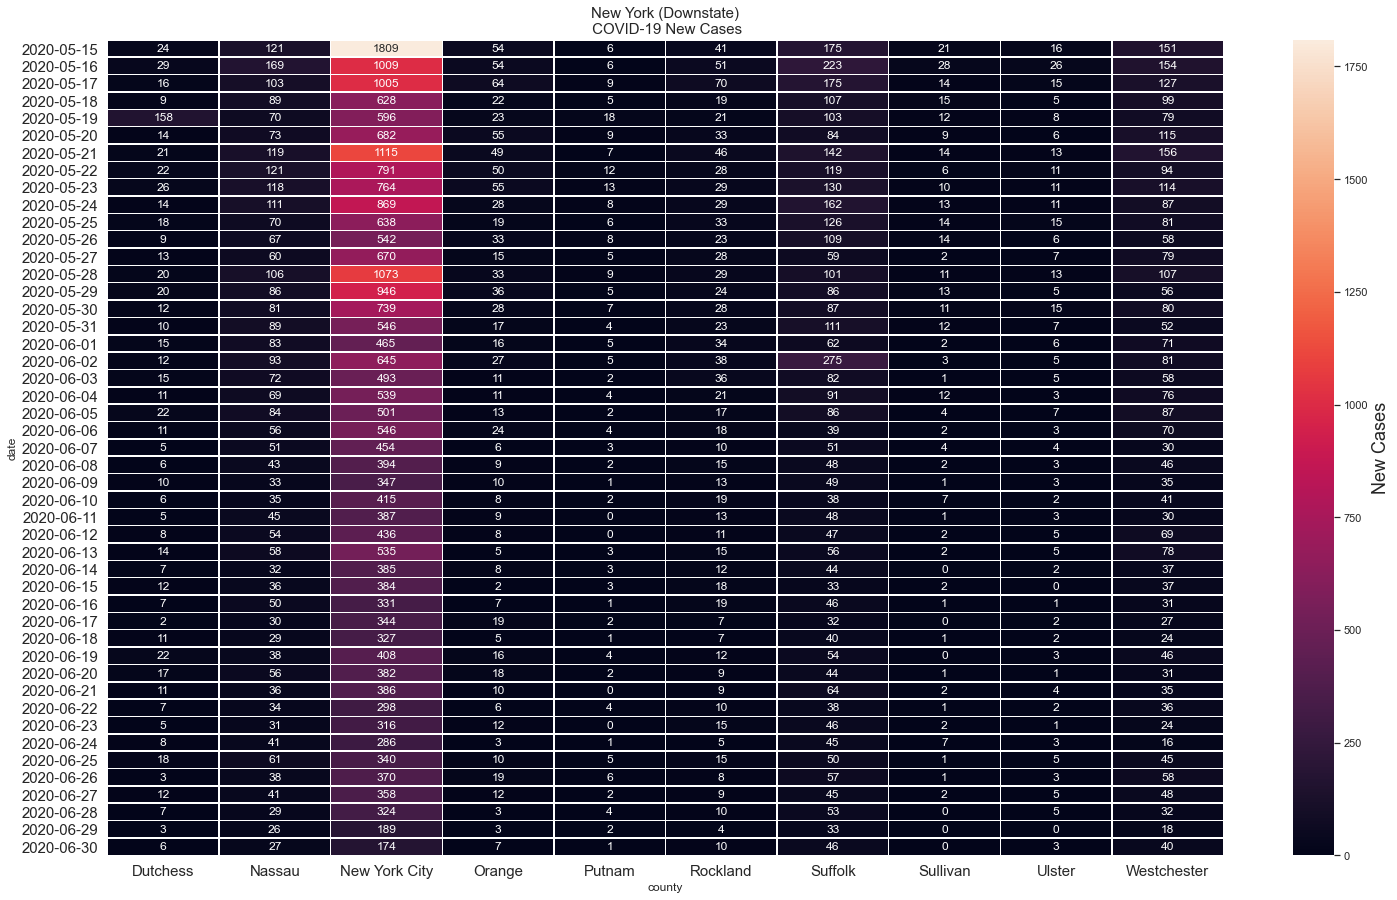 New York (Downstate)
COVID-19 New Cases
2020-05-15 24 121 1809 54 6 41 175 21 16 151
2020-05-16 29 169 1009 54 6 51 223 28 26 154
2020-05-17 16 103 1005 64 9 70 175 14 15 127
2020-05-18 9 89 628 22 5 19 107 15 5 99
2020-05-19 158 70 596 23 18 21 103 12 8 79
2020-05-20 14 73 682 55 9 33 84 9 6 115
2020-05-21 21 119 1115 49 7 46 142 14 13 156
2020-05-22 22 121 791 50 12 28 119 6 11 94
2020-05-23 26 118 764 55 13 29 130 10 11 114
2020-05-24 14 111 869 28 8 29 162 13 11 87
2020-05-25 18 70 638 19 6 33 126 14 15 81
2020-05-26 9 67 542 33 8 23 109 14 6 58
2020-05-27 13 60 670 15 5 28 59 2 7 79
2020-05-28 20 106 1073 33 9 29 101 11 13 107
2020-05-29 20 86 946 36 5 24 86 13 5 56
2020-05-30 12 81 739 28 7 28 87 11 15 80
2020-05-31 10 89 546 17 4 23 111 12 7 52
2020-06-01 15 83 465 16 5 34 62 2 6 71
2020-06-02 12 93 645 27 5 38 275 3 5 81
2020-06-03 15 72 493 11 2 36 82 1 5 58
2020-06-04 11 69 539 11 4 21 91 12 3 76
2020-06-05 22 84 501 13 2 17 86 4 7 87
2020-06-06 11 56 546 24 4 18 39 2 3 70
2020-06-07 5 51 454 6 3 10 51 4 4 30
2020-06-08 6 43 394 9 2 15 48 2 3 46
2020-06-09 10 33 347 10 1 13 49 1 3 35
2020-06-10 6 35 415 8 2 19 38 7 2 41
2020-06-11 5 45 387 9 0 13 48 1 3 30
2020-06-12 8 54 436 8 0 11 47 2 5 69
2020-06-13 14 58 535 5 3 15 56 2 5 78
2020-06-14 7 32 385 8 3 12 44 0 2 37
2020-06-15 12 36 384 2 3 18 33 2 0 37
2020-06-16 7 50 331 7 1 19 46 1 1 31
2020-06-17 2 30 344 19 2 7 32 0 2 27
2020-06-18 11 29 327 5 1 7 40 1 2 24
2020-06-19 22 38 408 16 4 12 54 0 3 46
2020-06-20 17 56 382 18 2 9 44 1 1 31
2020-06-21 11 36 386 10 0 9 64 2 4 35
2020-06-22 7 34 298 6 4 10 38 1 2 36
2020-06-23 5 31 316 12 0 15 46 2 1 24
2020-06-24 8 41 286 3 1 5 45 7 3 16
2020-06-25 18 61 340 10 5 15 50 1 5 45
2020-06-26 3 38 370 19 6 8 57 1 3 58
2020-06-27 12 41 358 12 2 9 45 2 5 48
2020-06-28 7 29 324 3 4 10 53 0 2 32
2020-06-29 3 26 189 3 2 4 33 0 0 18
2020-06-30 6 27 174 7 1 10 46 0 3 40
Dutchess Nassau New York City Orange Putnam Rockland Suffolk Sullivan Ulster Westchester
county
date
1750
1500
1250
1000
750
500
250
0
New Cases